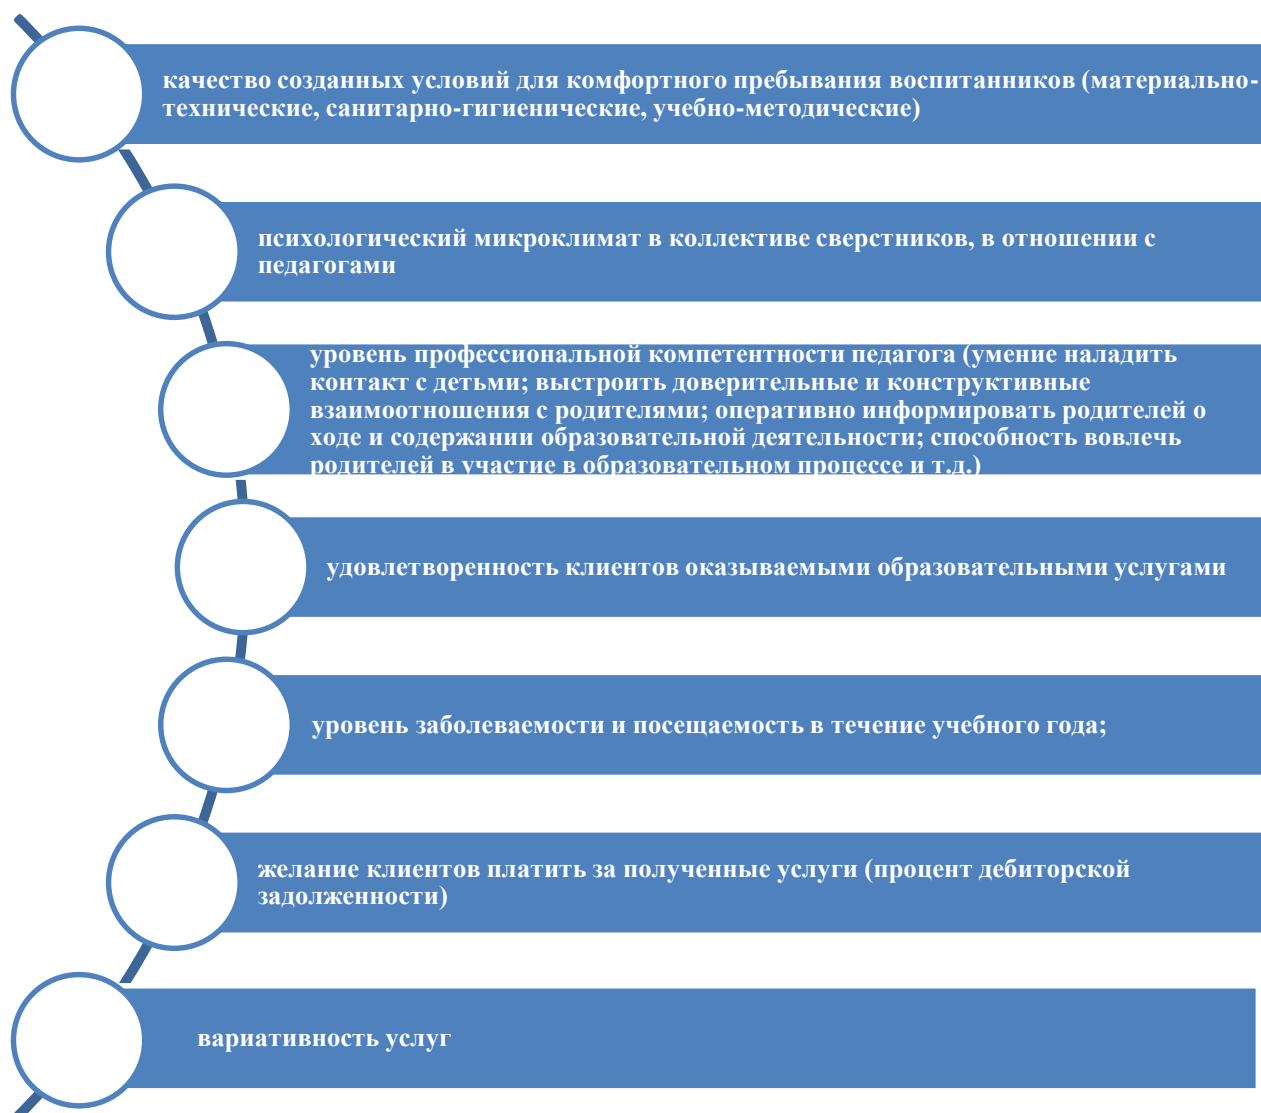 качество созданных условий для комфортного пребывания воспитанников (материально-
технические, санитарно-гигиенические, учебно-методические)
психологический микроклимат в коллективе сверстников, в отношении с
педагогами
уровень профессиональной компетентности педагога (умение наладить
контакт с детьми; выстроить доверительные и конструктивные
взаимоотношения с родителями; оперативно информировать родителей о
ходе и содержании образовательной деятельности; способность вовлечь
родителей в участие в образовательном процессе и т.д.)
удовлетворенность клиентов оказываемыми образовательными услугами
уровень заболеваемости и посещаемость в течение учебного года;
желание клиентов платить за полученные услуги (процент дебиторской
задолженности)
вариативность услуг